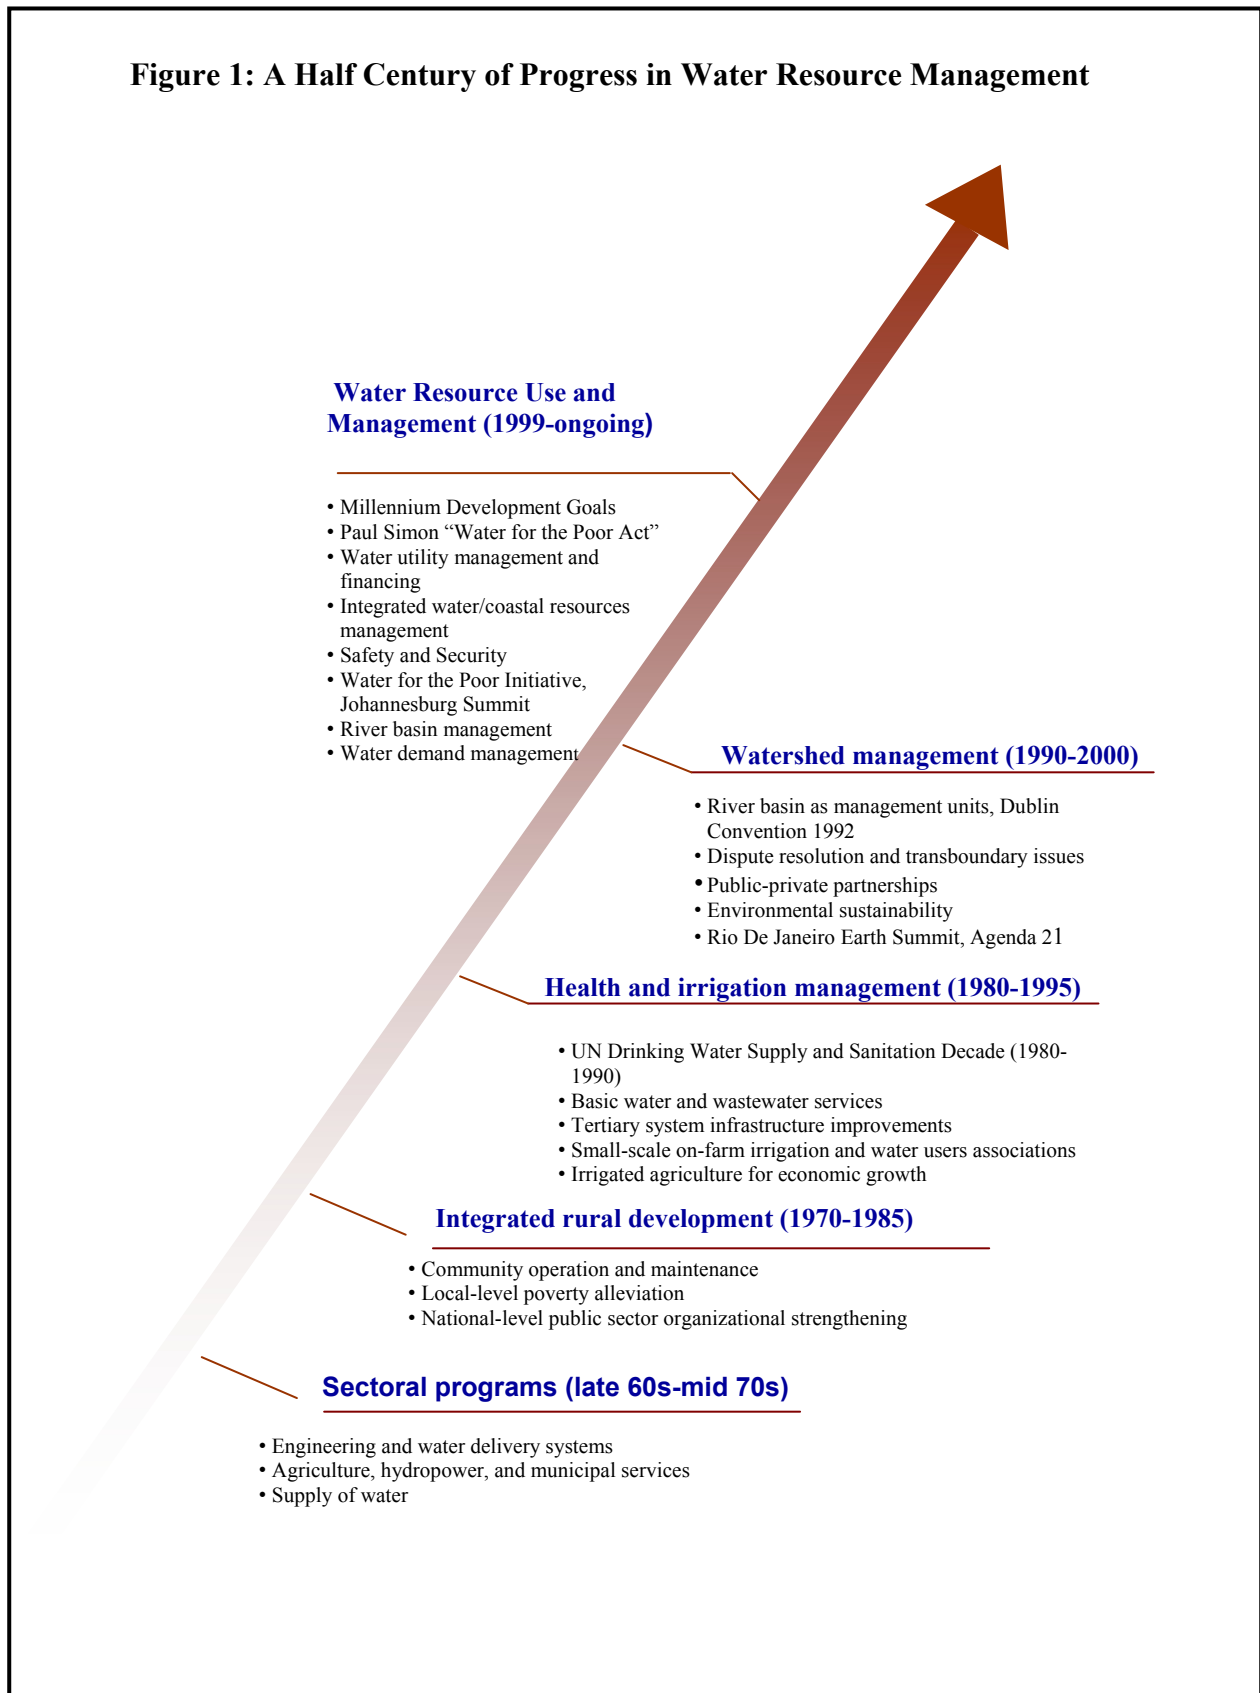 Figure 1: A Half Century of Progress in Water Resource Management
Water Resource Use and
Management (1999-ongoing)
• Millennium Development Goals
• Paul Simon “Water for the Poor Act”
• Water utility management and
financing
• Integrated water/coastal resources
management
• Safety and Security
• Water for the Poor Initiative,
Johannesburg Summit
• River basin management
• Water demand management
Watershed management (1990-2000)
• River basin as management units, Dublin
Convention 1992
• Dispute resolution and transboundary issues
• Public-private partnerships
• Environmental sustainability
• Rio De Janeiro Earth Summit, Agenda 21
Health and irrigation management (1980-1995)
• UN Drinking Water Supply and Sanitation Decade (1980-
1990)
• Basic water and wastewater services
• Tertiary system infrastructure improvements
• Small-scale on-farm irrigation and water users associations
• Irrigated agriculture for economic growth
Integrated rural development (1970-1985)
• Community operation and maintenance
• Local-level poverty alleviation
• National-level public sector organizational strengthening
Sectoral programs (late 60s-mid 70s)
• Engineering and water delivery systems
• Agriculture, hydropower, and municipal services
• Supply of water